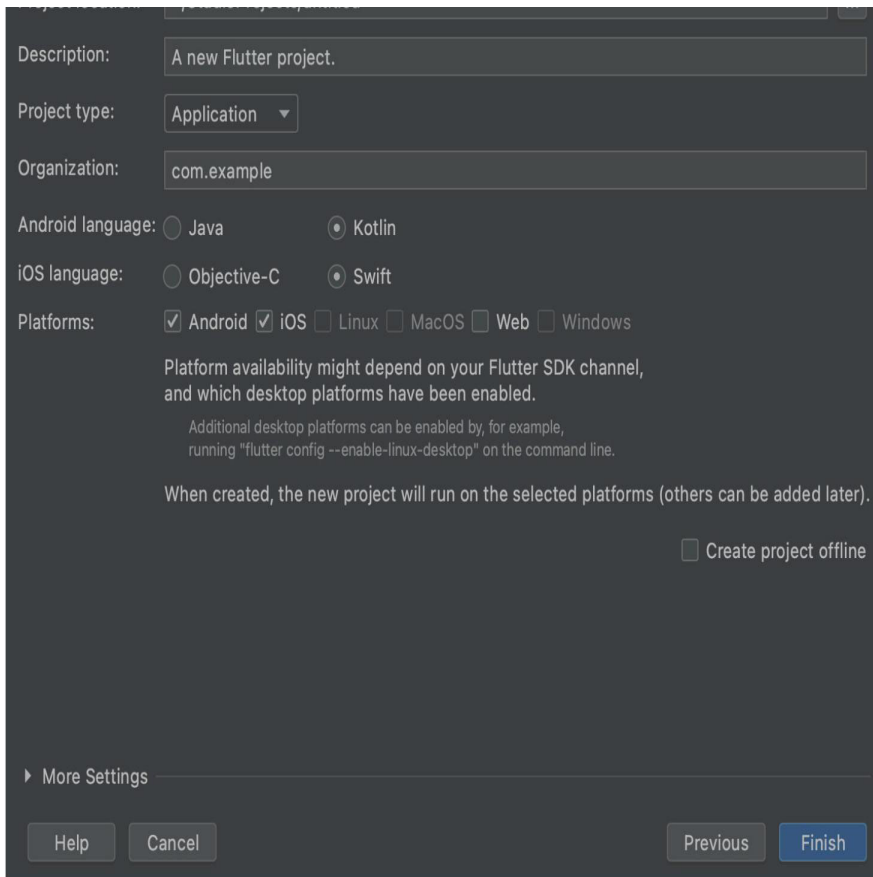 Description: A new Flutter project.
Project type: Application
Organization: com.example
Android language: Java Kotlin
iOS language: Objective-C Swift
Platforms: Android iOS Linux MacOS Web Windows
Platform availability might depend on your Flutter SDK channel,
and which desktop platforms have been enabled.
Additional desktop platforms can be enabled by, for example,
running "flutter config --enable-linux-desktop" on the command line.
When created, the new project will run on the selected platforms (others can be added later).
Create project offline
More Settings
Help Cancel Previous Finish